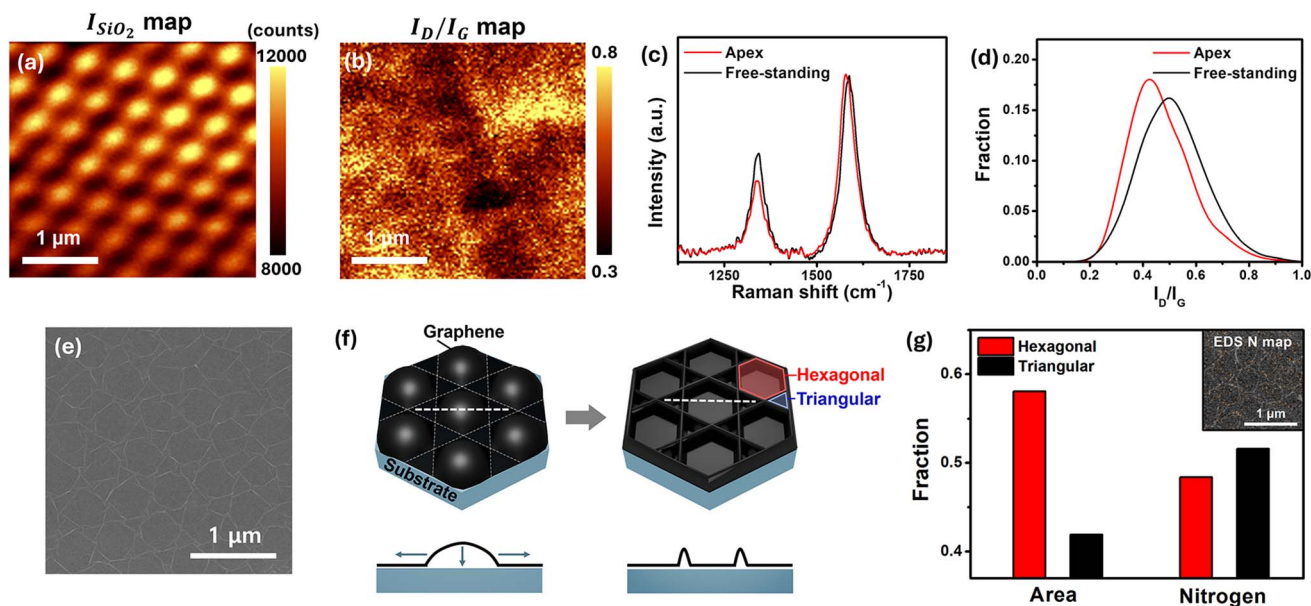 I_SiO₂ map
(counts)
(a)
12000
8000
1 μm
I_D/I_G map
(b)
0.8
0.3
1 μm
(c)
Apex
Free-standing
Intensity (a.u.)
1250
1500
1750
Raman shift (cm⁻¹)
(d)
Apex
Free-standing
Fraction
0.20
0.15
0.10
0.05
0.00
0.0
0.2
0.4
0.6
0.8
1.0
I_D/I_G
(e)
1 μm
(f)
Graphene
Substrate
Hexagonal
Triangular
(g)
Hexagonal
Triangular
EDS N map
1 μm
Fraction
0.6
0.5
0.4
Area
Nitrogen